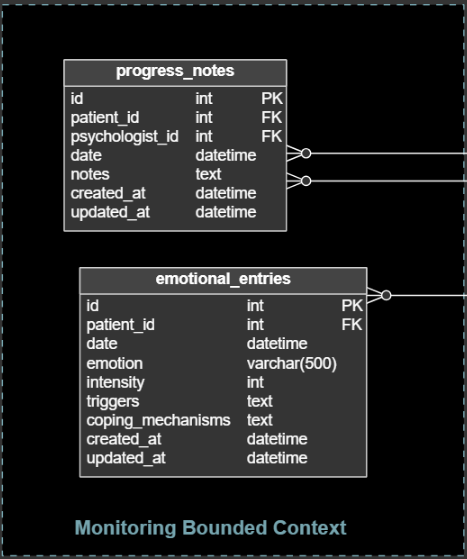 progress_notes
id int PK
patient_id int FK
psychologist_id int FK
date datetime
notes text
created_at datetime
updated_at datetime
emotional_entries
id int PK
patient_id int FK
date datetime
emotion varchar(500)
intensity int
triggers text
coping_mechanisms text
created_at datetime
updated_at datetime
Monitoring Bounded Context